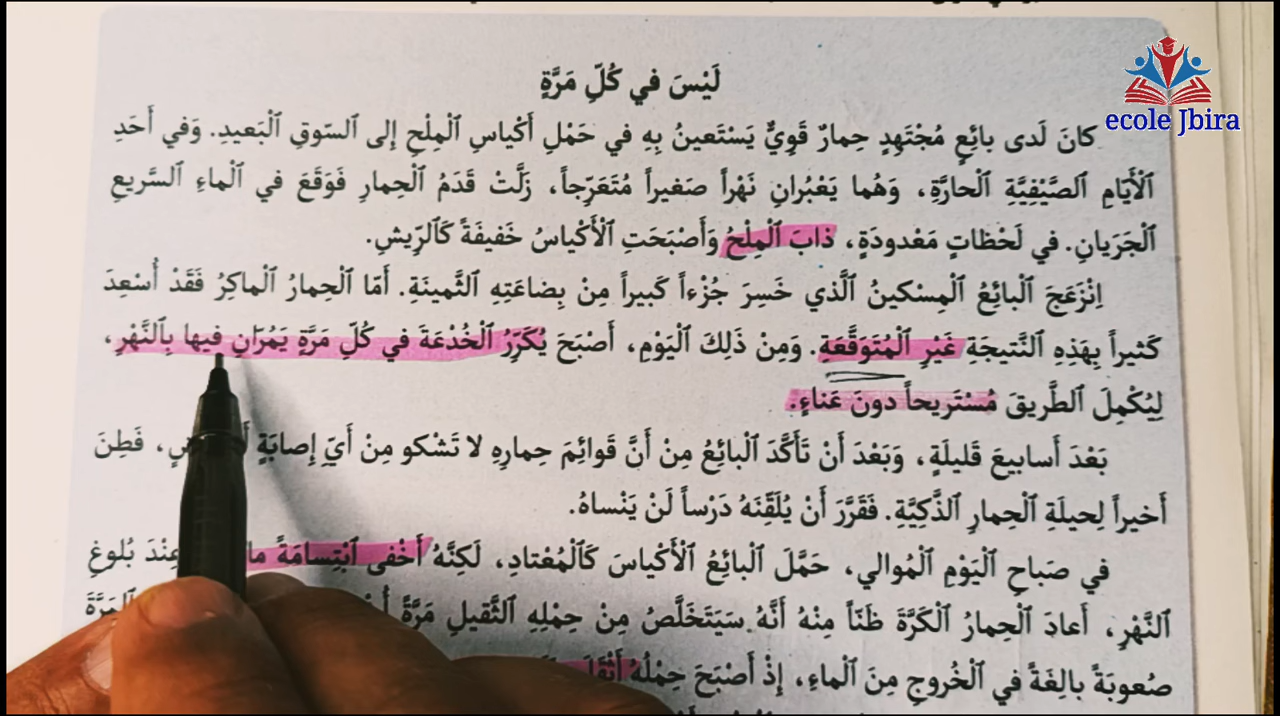 لَيْسَ في كُلِّ مَرَّةٍ
ecole Jbira
كانَ لَدى بائِعٍ مُجْتَهِدٍ حِمارٌ قَوِيٌّ يَسْتَعينُ بِهِ في حَمْلِ أَكْياسِ ٱلْمِلْحِ إلى ٱلسّوقِ ٱلْبَعيدِ. وَفي أَحَدِ
ٱلْأَيّامِ ٱلصَّيْفِيَّةِ ٱلْحارَّةِ، وَهُما يَعْبُرانِ نَهْراً صَغيراً مُتَعَرِّجاً، زَلَّتْ قَدَمُ ٱلْحِمارِ فَوَقَعَ في ٱلْماءِ ٱلسَّريعِ
ٱلْجَرَيانِ. في لَحْظاتٍ مَعْدودَةٍ، ذابَ ٱلْمِلْحُ وَأَصْبَحَتِ ٱلْأَكْياسُ خَفيفَةً كَٱلرّيشِ.
اِنْزَعَجَ ٱلْبائِعُ ٱلْمِسْكينُ ٱلَّذي خَسِرَ جُزْءاً كَبيراً مِنْ بِضاعَتِهِ ٱلثَّمينَةِ. أَمّا ٱلْحِمارُ ٱلْماكِرُ فَقَدْ أُسْعِدَ
كَثيراً بِهَذِهِ ٱلنَّتيجَةِ غَيْرِ ٱلْمُتَوَقَّعَةِ. وَمِنْ ذَلِكَ ٱلْيَوْمِ، أَصْبَحَ يُكَرِّرُ ٱلْخُدْعَةَ في كُلِّ مَرَّةٍ يَمُرّانِ فيها بِٱلنَّهْرِ،
لِيُكْمِلَ ٱلطَّريقَ مُسْتَريحاً دونَ عَناءٍ.
بَعْدَ أَسابيعَ قَليلَةٍ، وَبَعْدَ أَنْ تَأَكَّدَ ٱلْبائِعُ مِنْ أَنَّ قَوائِمَ حِمارِهِ لا تَشْكو مِنْ أَيِّ إِصابَةٍ، فَطِنَ
أَخيراً لِحيلَةِ ٱلْحِمارِ ٱلذَّكِيَّةِ. فَقَرَّرَ أَنْ يُلَقِّنَهُ دَرْساً لَنْ يَنْساهُ.
في صَباحِ ٱلْيَوْمِ ٱلْمُوالي، حَمَّلَ ٱلْبائِعُ ٱلْأَكْياسَ كَٱلْمُعْتادِ، لَكِنَّهُ أَخْفى ٱبْتِسامَةً عِنْدَ بُلوغِ
ٱلنَّهْرِ، أَعادَ ٱلْحِمارُ ٱلْكَرَّةَ ظَنّاً مِنْهُ أَنَّهُ سَيَتَخَلَّصُ مِنْ حِمْلِهِ ٱلثَّقيلِ مَرَّةً ٱلْمَرَّةَ
صُعوبَةً بالِغَةً في ٱلْخُروجِ مِنَ ٱلْماءِ، إِذْ أَصْبَحَ حِمْلُهُ